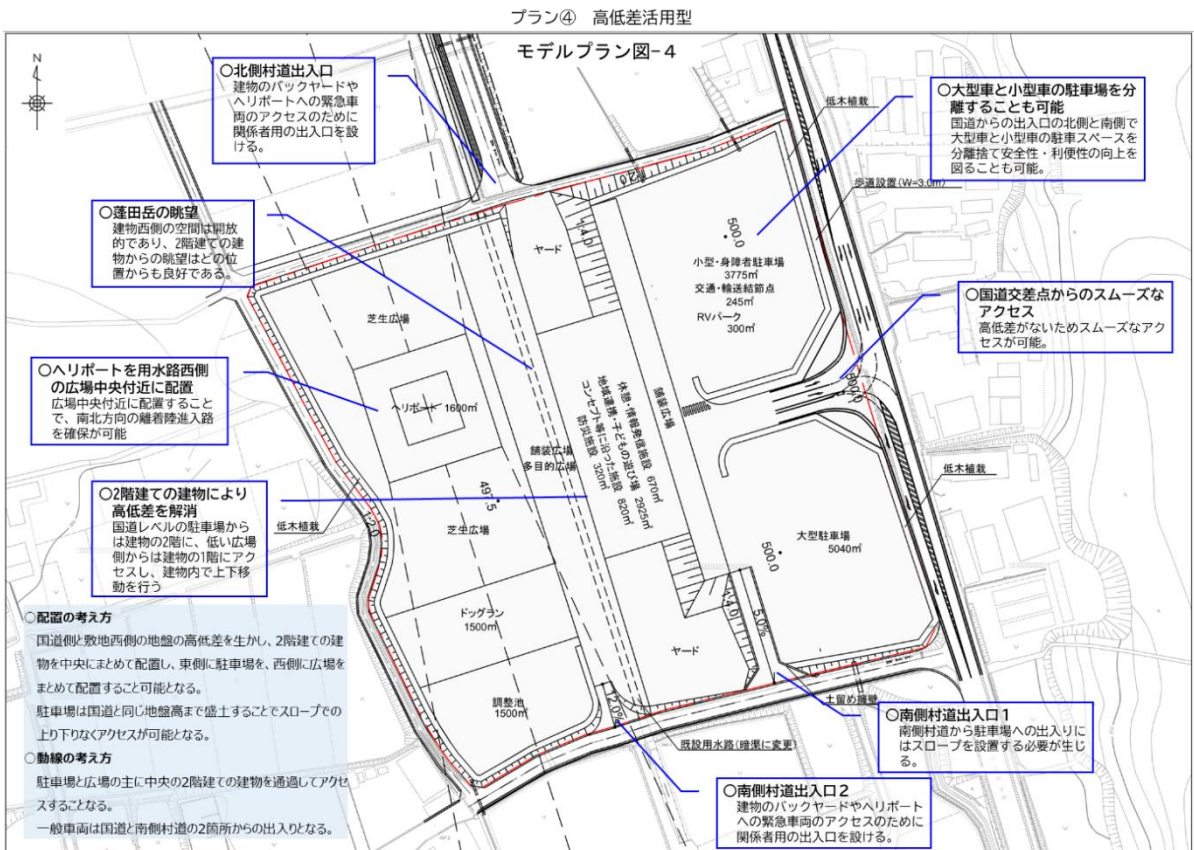 プラン④　高低差活用型
モデルプラン図-4
N
○北側村道出入口
建物のバックヤードや
ヘリポートへの緊急車
両のアクセスのために
関係者用の出入口を設
ける。
○大型車と小型車の駐車場を分
離することも可能
国道からの出入口の北側と南側で
大型車と小型車の駐車スペースを
分離捨て安全性・利便性の向上を
図ることも可能。
低木植栽
歩道設置(W=3.0m)
○蓬田岳の眺望
建物西側の空間は開放
的であり、2階建ての建
物からの眺望はどの位
置からも良好である。
1:2.0
1:4.0
ヤード
500.0
小型・身障者駐車場
3775㎡
交通・輸送結節点
245㎡
RVパーク
300㎡
○国道交差点からのスムーズな
アクセス
高低差がないためスムーズなアク
セスが可能。
500.0
芝生広場
○ヘリポートを用水路西側
の広場中央付近に配置
広場中央付近に配置すること
で、南北方向の離着陸進入路
を確保が可能
ヘリポート 1600㎡
舗装広場
多目的広場
舗装広場
休憩・情報発信施設 670㎡
地域連携・子どもの遊び場 2925㎡
コンセプト等に沿った施設 820㎡
防災施設 320㎡
497.5
○2階建ての建物により
高低差を解消
国道レベルの駐車場から
は建物の2階に、低い広場
側からは建物の1階にアク
セスし、建物内で上下移
動を行う
低木植栽
1:2.0
芝生広場
低木植栽
大型駐車場
5040㎡
500.0
1:4.0
5.0%
ドッグラン
1500㎡
ヤード
調整池
1500㎡
12.0%
土留め擁壁
既設用水路(暗渠に変更)
○配置の考え方
国道側と敷地西側の地盤の高低差を生かし、2階建ての建
物を中央にまとめて配置し、東側に駐車場を、西側に広場を
まとめて配置すること可能となる。
駐車場は国道と同じ地盤高まで盛土することでスロープでの
上り下りなくアクセスが可能となる。
○動線の考え方
駐車場と広場の主に中央の2階建ての建物を通過してアクセ
スすることなる。
一般車両は国道と南側村道の2箇所からの出入りとなる。
○南側村道出入口1
南側村道から駐車場への出入りに
はスロープを設置する必要が生じ
る。
○南側村道出入口2
建物のバックヤードやヘリポート
への緊急車両のアクセスのために
関係者用の出入口を設ける。